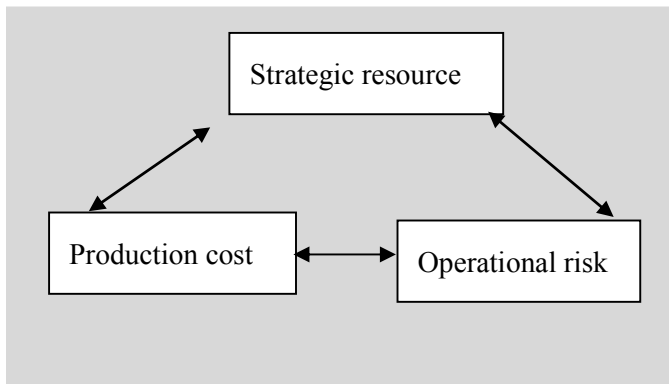 Strategic resource
Production cost
Operational risk